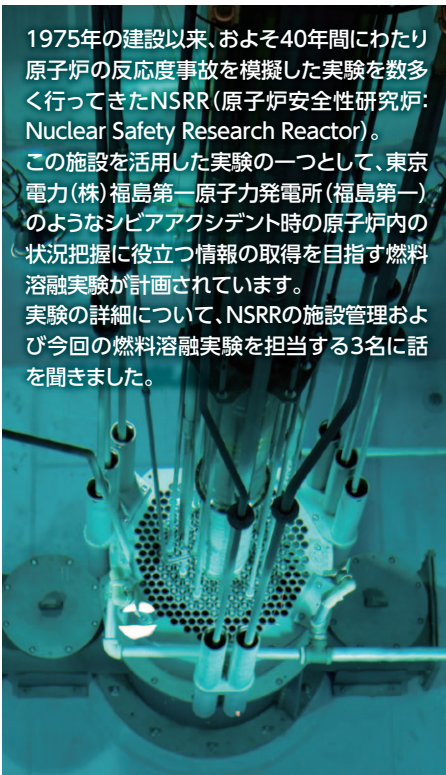 1975年の建設以来、およそ40年間にわたり
原子炉の反応度事故を模擬した実験を数多
く行ってきたNSRR（原子炉安全性研究炉：
Nuclear Safety Research Reactor）。
この施設を活用した実験の一つとして、東京
電力（株）福島第一原子力発電所（福島第一）
のようなシビアアクシデント時の原子炉内の
状況把握に役立つ情報の取得を目指す燃料
溶融実験が計画されています。
実験の詳細について、NSRRの施設管理およ
び今回の燃料溶融実験を担当する3名に話
を聞きました。